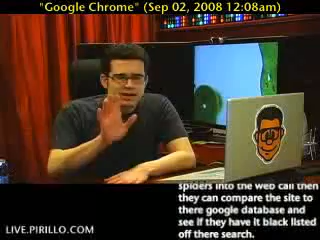 "Google Chrome" (Sep 02, 2008 12:08am)
spiders into the web call then
they can compare the site to
there google database and
see if they have it black listed
off there search.
LIVE.PIRILLO.COM